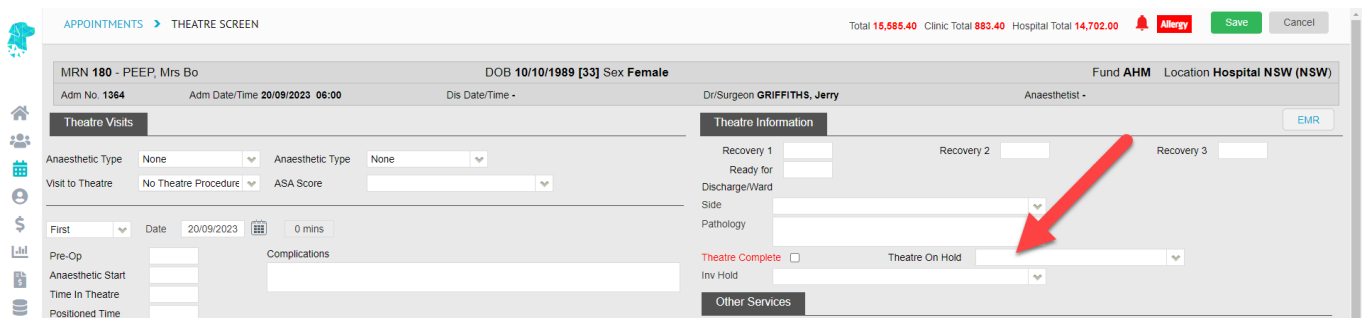 APPOINTMENTS > THEATRE SCREEN
Total 15,585.40 Clinic Total 883.40 Hospital Total 14,702.00 Allergy Save Cancel
MRN 180 - PEEP, Mrs Bo DOB 10/10/1989 [33] Sex Female Fund AHM Location Hospital NSW (NSW)
Adm No. 1364 Adm Date/Time 20/09/2023 06:00 Dis Date/Time - Dr/Surgeon GRIFFITHS, Jerry Anaesthetist -
Theatre Visits
Anaesthetic Type None Anaesthetic Type None
Visit to Theatre No Theatre Procedure ASA Score
First Date 20/09/2023 0 mins
Pre-Op Complications
Anaesthetic Start
Time In Theatre
Positioned Time
Theatre Information EMR
Recovery 1 Recovery 2 Recovery 3
Ready for
Discharge/Ward
Side
Pathology
Theatre Complete Theatre On Hold
Inv Hold
Other Services